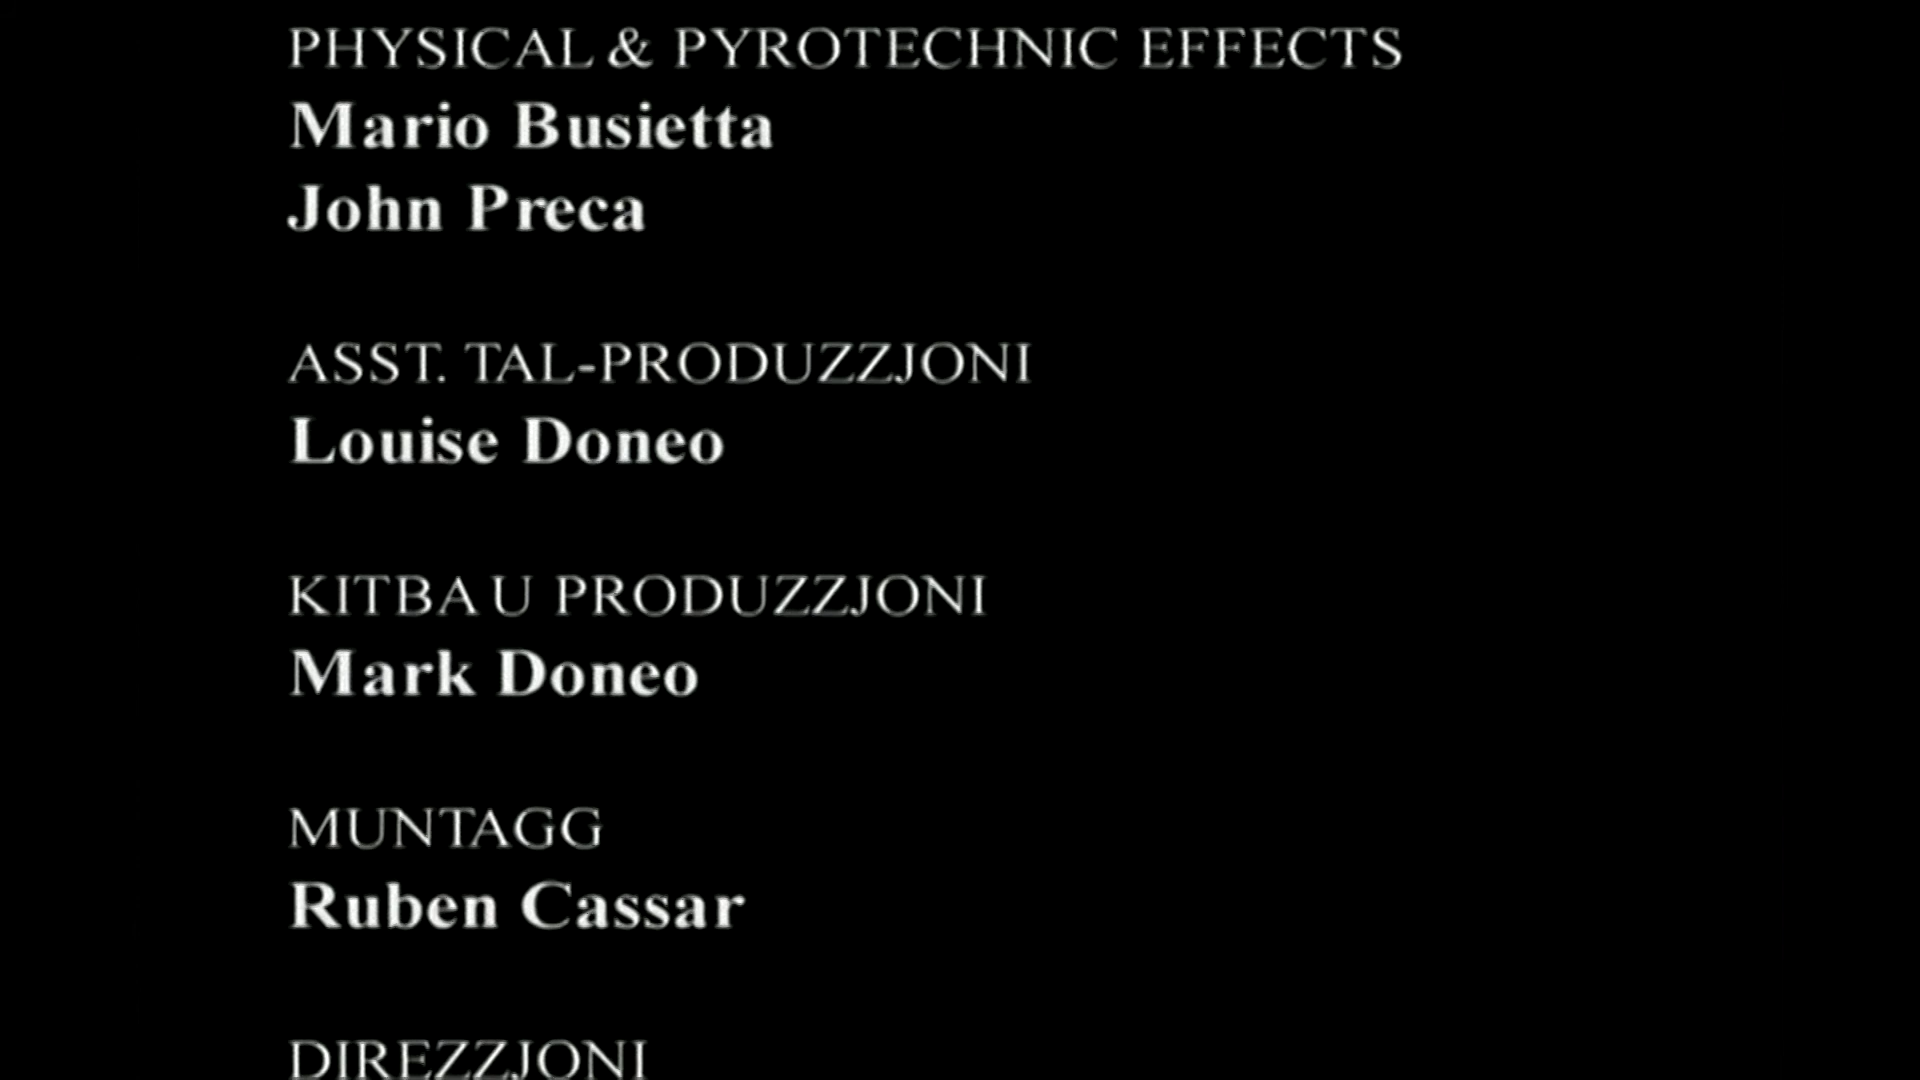 PHYSICAL & PYROTECHNIC EFFECTS
Mario Busietta
John Preca
ASST. TAL-PRODUZZJONI
Louise Doneo
KITBA U PRODUZZJONI
Mark Doneo
MUNTAGG
Ruben Cassar
DIREZZJONI